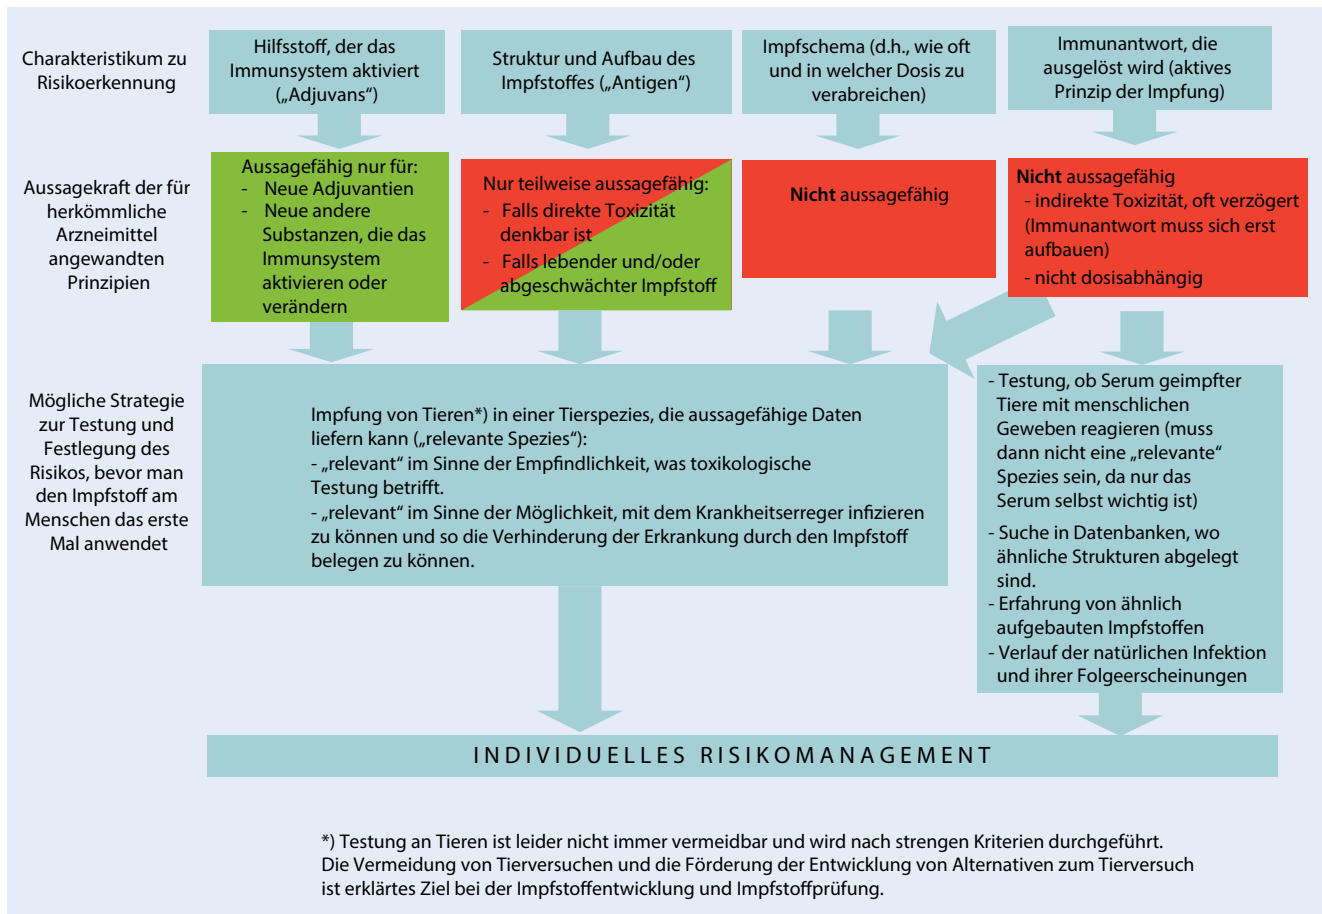 Charakteristikum zu
Risikoerkennung
Hilfsstoff, der das
Immunsystem aktiviert
(„Adjuvans“)
Struktur und Aufbau des
Impfstoffes („Antigen“)
Impfschema (d.h., wie oft
und in welcher Dosis zu
verabreichen)
Immunantwort, die
ausgelöst wird (aktives
Prinzip der Impfung)
Aussagekraft der für
herkömmliche
Arzneimittel
angewandten
Prinzipien
Aussagefähig nur für:
- Neue Adjuvantien
- Neue andere
Substanzen, die das
Immunsystem
aktivieren oder
verändern
Nur teilweise aussagefähig:
- Falls direkte Toxizität
denkbar ist
- Falls lebender und/oder
abgeschwächter Impfstoff
Nicht aussagefähig
Nicht aussagefähig
- indirekte Toxizität, oft verzögert
(Immunantwort muss sich erst
aufbauen)
- nicht dosisabhängig
Mögliche Strategie
zur Testung und
Festlegung des
Risikos, bevor man
den Impfstoff am
Menschen das erste
Mal anwendet
Impfung von Tieren*) in einer Tierspezies, die aussagefähige Daten
liefern kann („relevante Spezies“):
- „relevant“ im Sinne der Empfindlichkeit, was toxikologische
Testung betrifft.
- „relevant“ im Sinne der Möglichkeit, mit dem Krankheitserreger infizieren
zu können und so die Verhinderung der Erkrankung durch den Impfstoff
belegen zu können.
- Testung, ob Serum geimpfter
Tiere mit menschlichen
Geweben reagieren (muss
dann nicht eine „relevante“
Spezies sein, da nur das
Serum selbst wichtig ist)
- Suche in Datenbanken, wo
ähnliche Strukturen abgelegt
sind.
- Erfahrung von ähnlich
aufgebauten Impfstoffen
- Verlauf der natürlichen Infektion
und ihrer Folgeerscheinungen
INDIVIDUELLES RISIKOMANAGEMENT
*) Testung an Tieren ist leider nicht immer vermeidbar und wird nach strengen Kriterien durchgeführt.
Die Vermeidung von Tierversuchen und die Förderung der Entwicklung von Alternativen zum Tierversuch
ist erklärtes Ziel bei der Impfstoffentwicklung und Impfstoffprüfung.